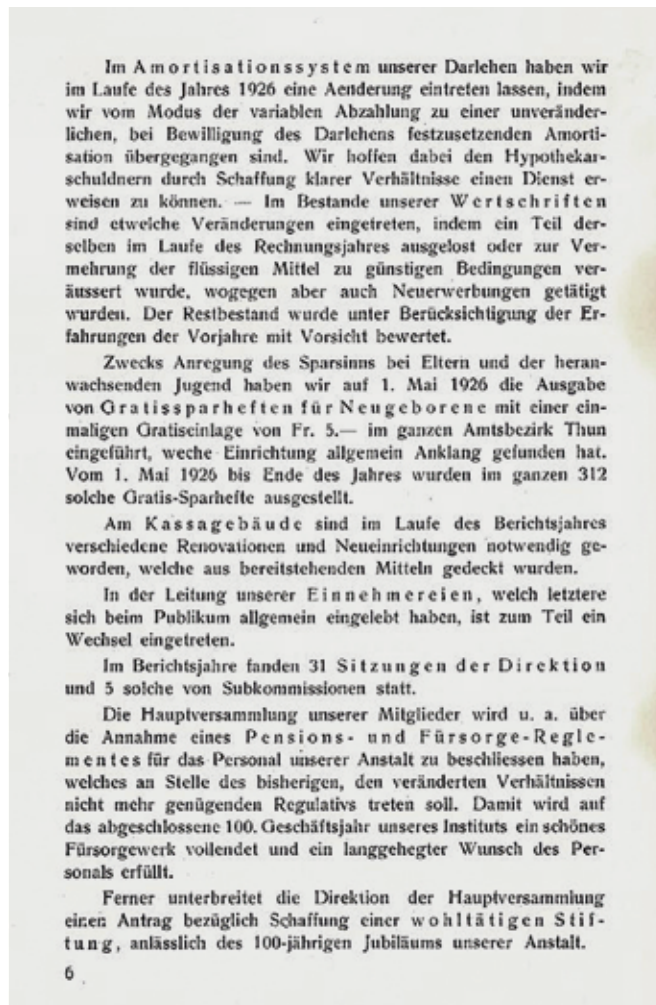 Im Amortisationssystem unserer Darlehen haben wir
im Laufe des Jahres 1926 eine Aenderung eintreten lassen, indem
wir vom Modus der variablen Abzahlung zu einer unveränder-
lichen, bei Bewilligung des Darlehens festzusetzenden Amorti-
sation übergegangen sind. Wir hoffen dabei den Hypothekar-
schuldnern durch Schaffung klarer Verhältnisse einen Dienst er-
weisen zu können. — Im Bestande unserer Wertschriften
sind etwelche Veränderungen eingetreten, indem ein Teil der-
selben im Laufe des Rechnungsjahres ausgelost oder zur Ver-
mehrung der flüssigen Mittel zu günstigen Bedingungen ver-
äussert wurde, wogegen aber auch Neuerwerbungen getätigt
wurden. Der Restbestand wurde unter Berücksichtigung der Er-
fahrungen der Vorjahre mit Vorsicht bewertet.
Zwecks Anregung des Sparsinns bei Eltern und der heran-
wachsenden Jugend haben wir auf 1. Mai 1926 die Ausgabe
von Gratissparheften für Neugeborene mit einer ein-
maligen Gratiseinlage von Fr. 5.— im ganzen Amtsbezirk Thun
eingeführt, weche Einrichtung allgemein Anklang gefunden hat.
Vom 1. Mai 1926 bis Ende des Jahres wurden im ganzen 312
solche Gratis-Sparhefte ausgestellt.
Am Kassagebäude sind im Laufe des Berichtsjahres
verschiedene Renovationen und Neueinrichtungen notwendig ge-
worden, welche aus bereitstehenden Mitteln gedeckt wurden.
In der Leitung unserer Einnehmereien, welch letztere
sich beim Publikum allgemein eingelebt haben, ist zum Teil ein
Wechsel eingetreten.
Im Berichtsjahre fanden 31 Sitzungen der Direktion
und 5 solche von Subkommissionen statt.
Die Hauptversammlung unserer Mitglieder wird u. a. über
die Annahme eines Pensions- und Fürsorge-Regle-
mentes für das Personal unserer Anstalt zu beschliessen haben,
welches an Stelle des bisherigen, den veränderten Verhältnissen
nicht mehr genügenden Regulativs treten soll. Damit wird auf
das abgeschlossene 100. Geschäftsjahr unseres Instituts ein schönes
Fürsorgewerk vollendet und ein langgehegter Wunsch des Per-
sonals erfüllt.
Ferner unterbreitet die Direktion der Hauptversammlung
einen Antrag bezüglich Schaffung einer wohltätigen Stif-
tung, anlässlich des 100-jährigen Jubiläums unserer Anstalt.
6